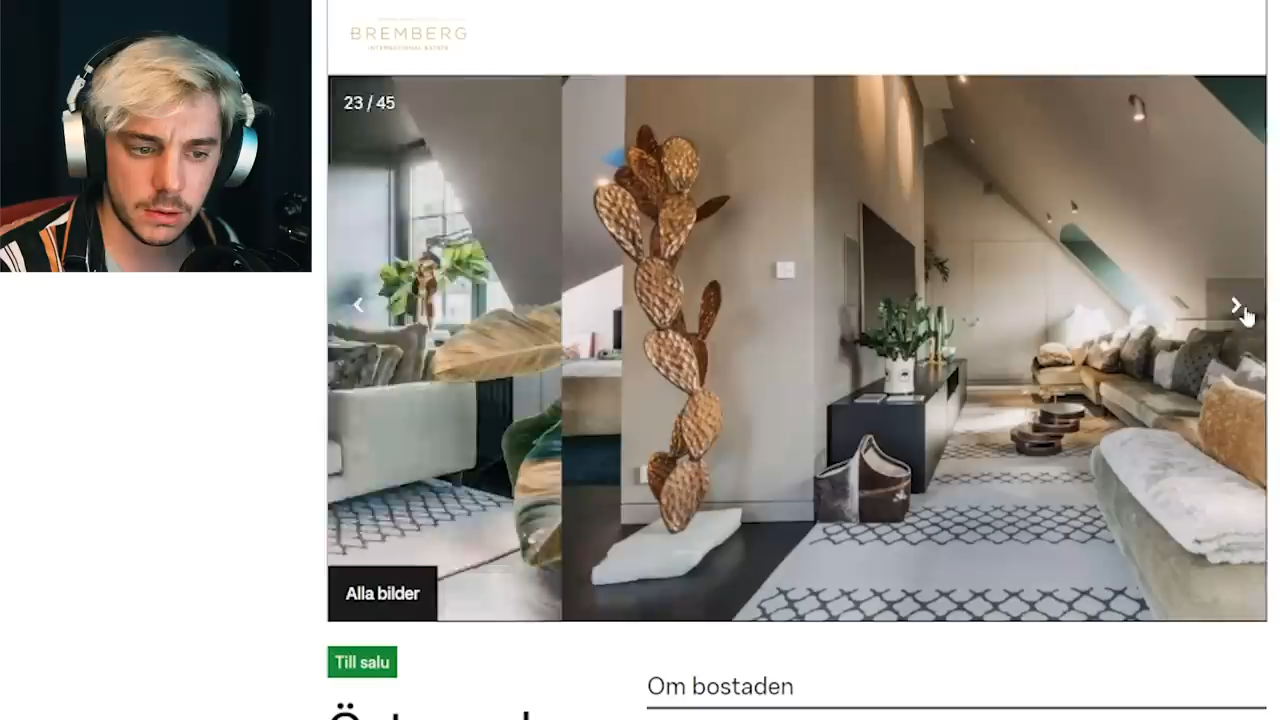 BREMBERG
INTERNATIONAL ESTATE
23 / 45
Alla bilder
Till salu
Om bostaden